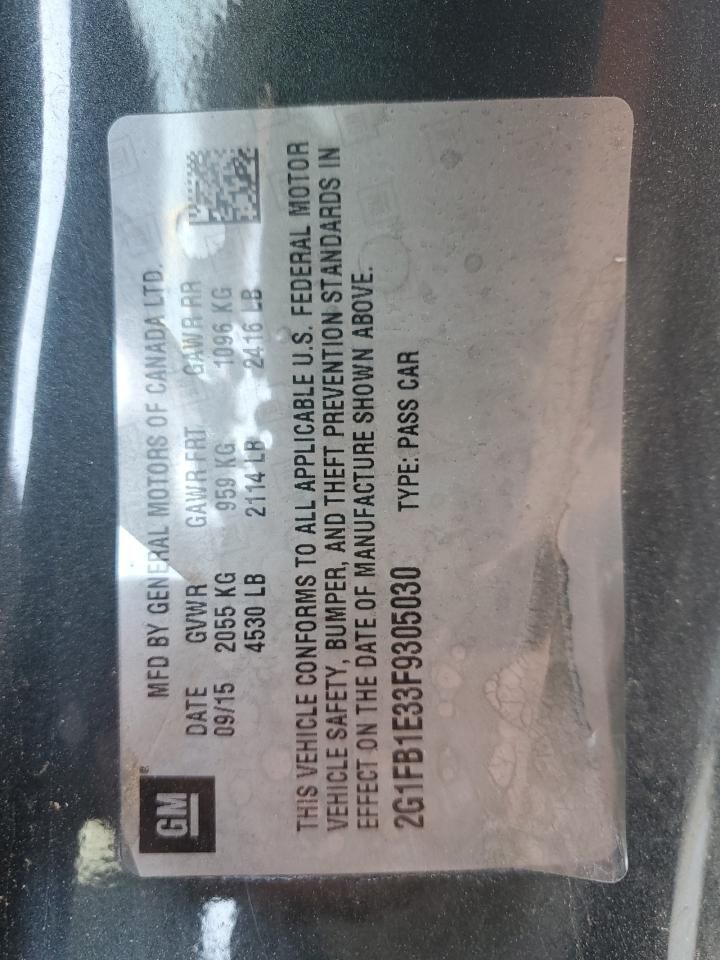 GM
MFD BY GENERAL MOTORS OF CANADA LTD.
DATE GVWR GAWR FRT GAWR RR
09/15 2055 KG 959 KG 1096 KG
4530 LB 2114 LB 2416 LB
THIS VEHICLE CONFORMS TO ALL APPLICABLE U.S. FEDERAL MOTOR
VEHICLE SAFETY, BUMPER, AND THEFT PREVENTION STANDARDS IN
EFFECT ON THE DATE OF MANUFACTURE SHOWN ABOVE.
2G1FB1E33F9305030 TYPE: PASS CAR